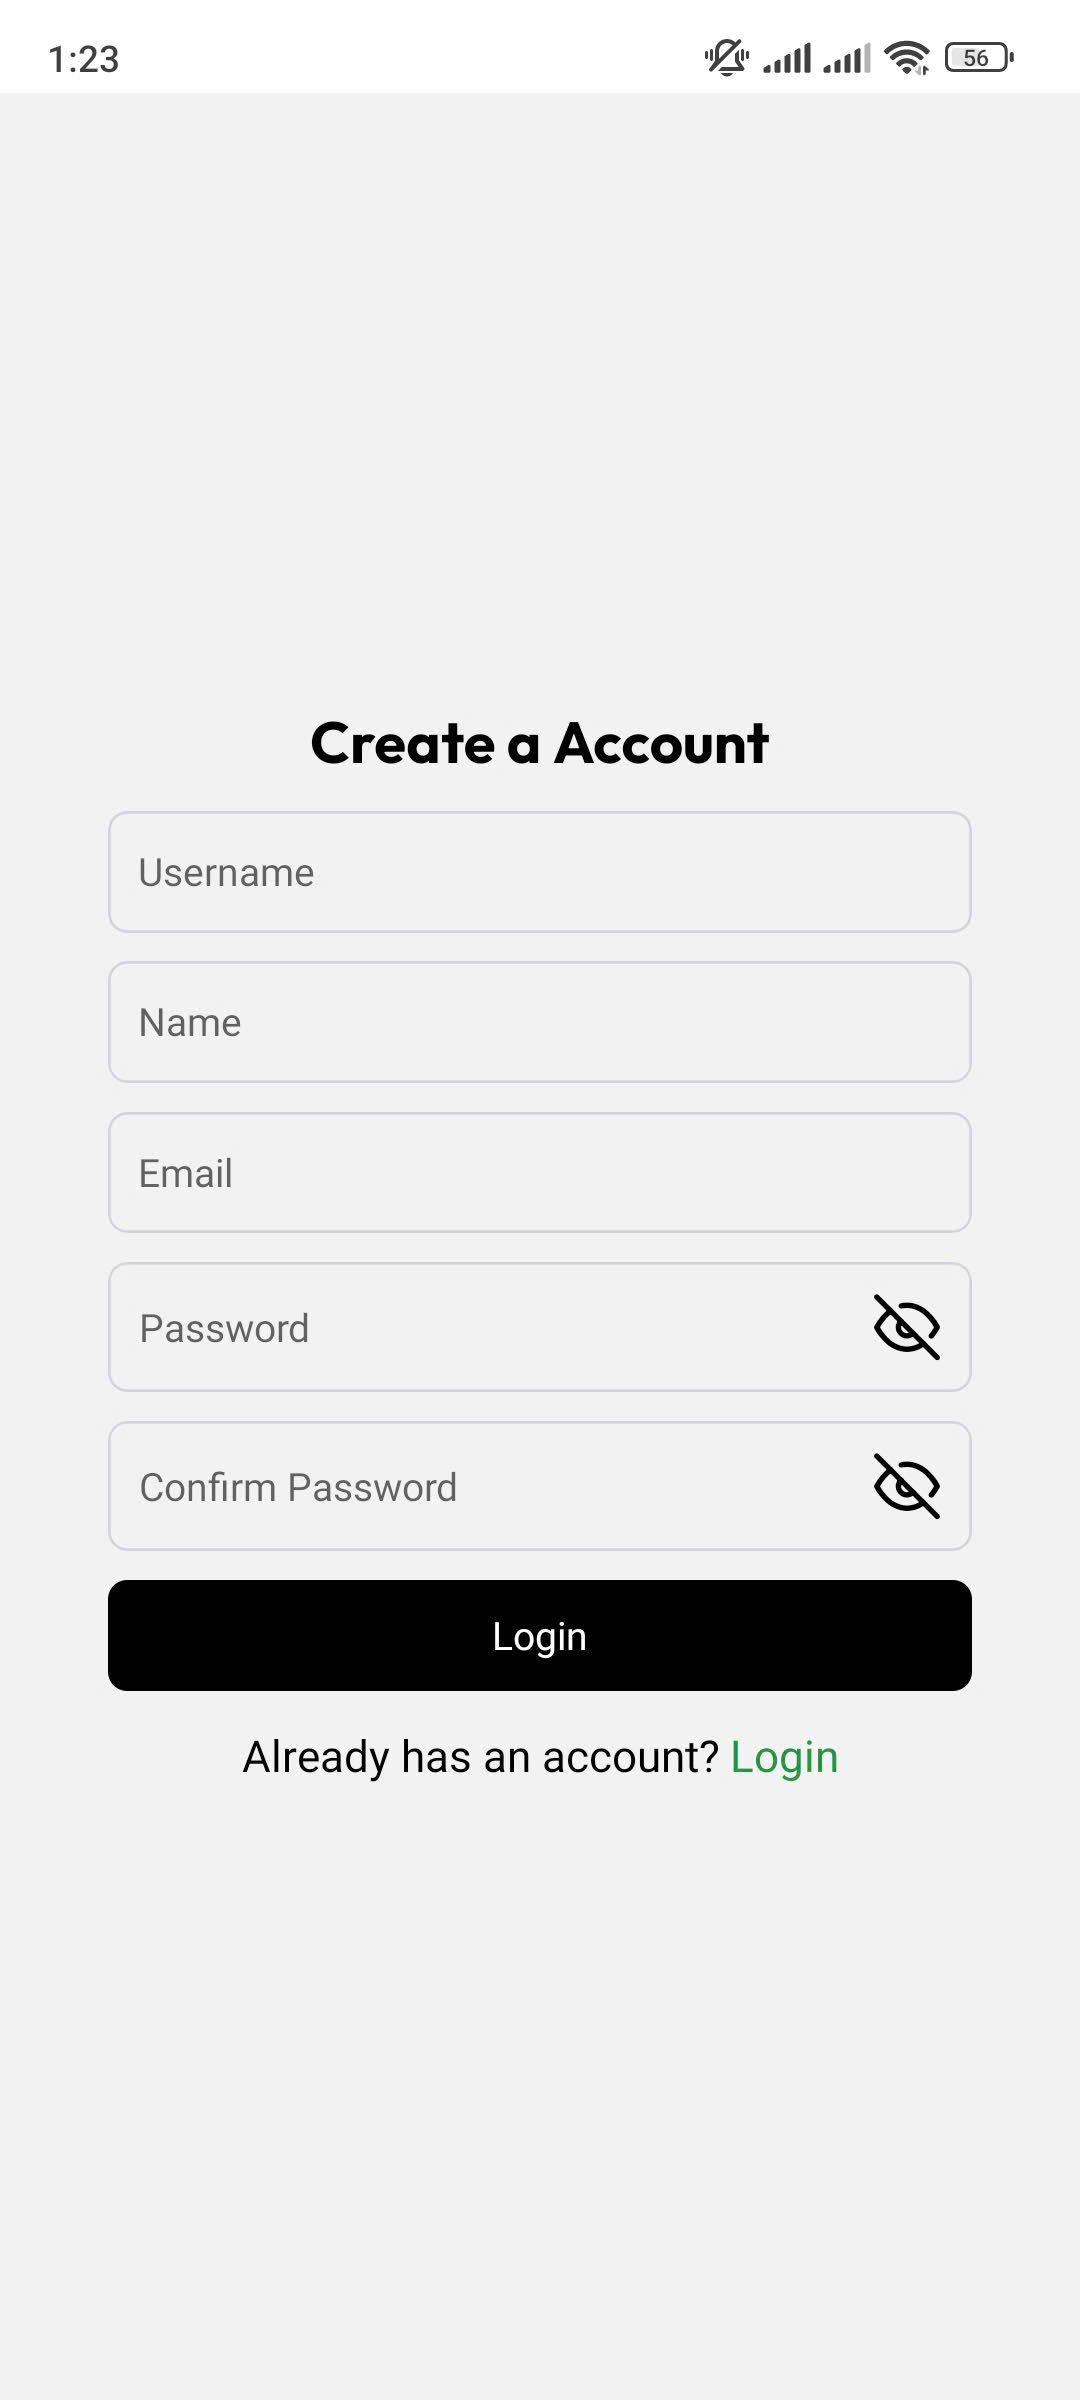 1:23
56
Create a Account
Username
Name
Email
Password
Confirm Password
Login
Already has an account? Login